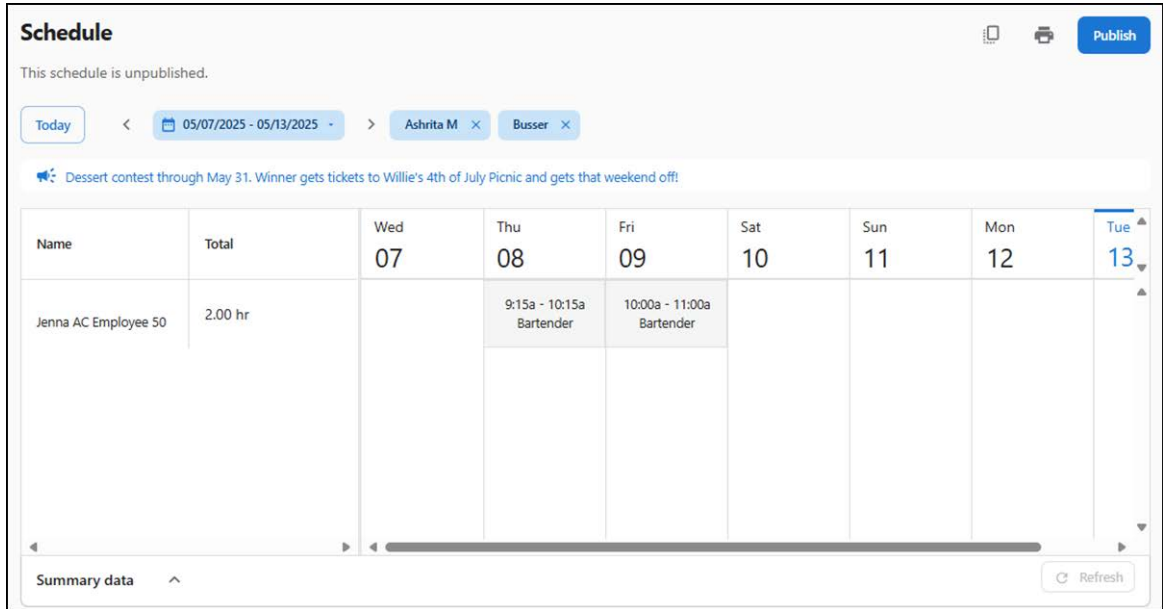 Schedule
Publish
This schedule is unpublished.
Today
05/07/2025 - 05/13/2025
Ashrita M
Busser
Dessert contest through May 31. Winner gets tickets to Willie's 4th of July Picnic and gets that weekend off!
Name
Total
Wed
07
Thu
08
Fri
09
Sat
10
Sun
11
Mon
12
Tue
13
Jenna AC Employee 50
2.00 hr
9:15a - 10:15a
Bartender
10:00a - 11:00a
Bartender
Summary data
Refresh